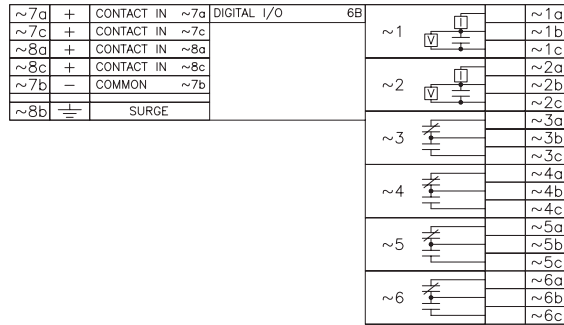 ~7a + CONTACT IN ~7a DIGITAL I/O 6B
~7c + CONTACT IN ~7c
~8a + CONTACT IN ~8a
~8c + CONTACT IN ~8c
~7b - COMMON ~7b
~8b SURGE
~1 V I ~1a
~1b
~1c
~2 V I ~2a
~2b
~2c
~3 ~3a
~3b
~3c
~4 ~4a
~4b
~4c
~5 ~5a
~5b
~5c
~6 ~6a
~6b
~6c